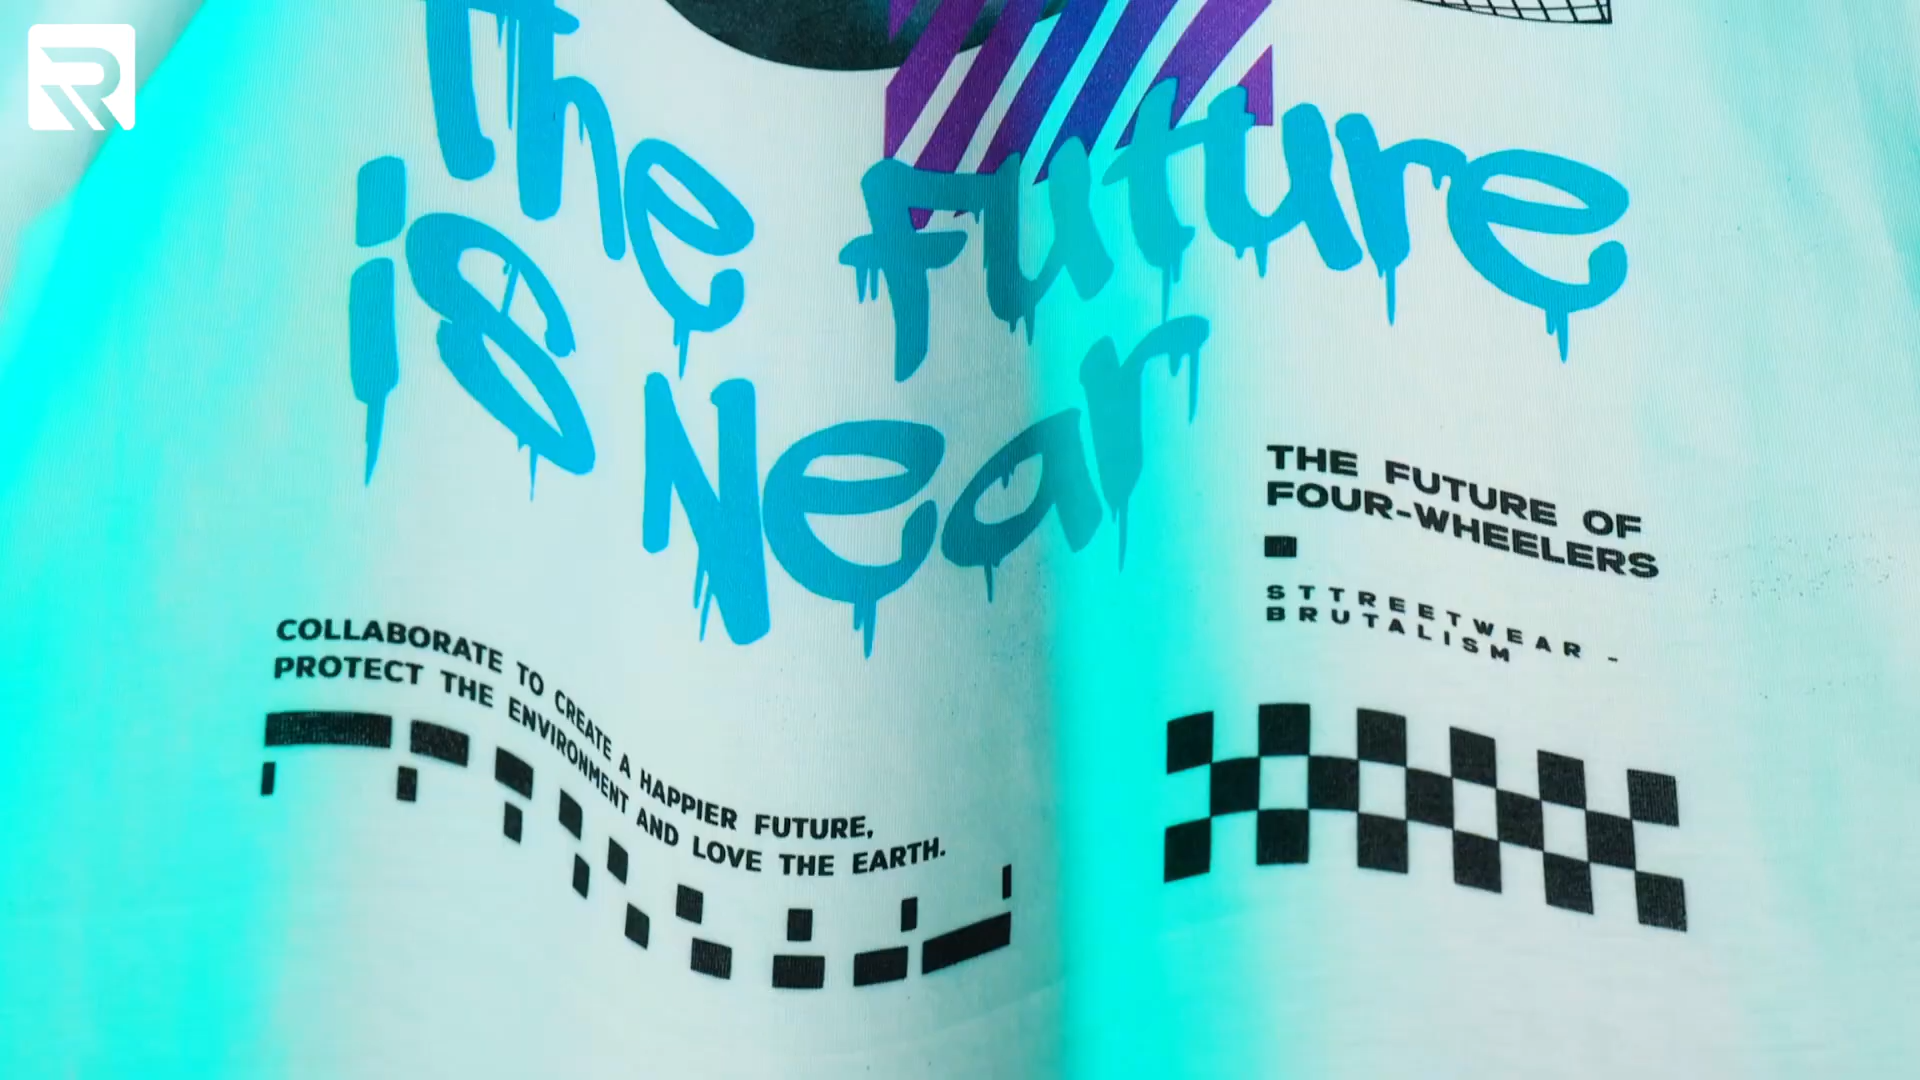 the future
is Near
THE FUTURE OF
FOUR-WHEELERS
STTREETWEAR -
BRUTALISM
COLLABORATE TO CREATE A HAPPIER FUTURE,
PROTECT THE ENVIRONMENT AND LOVE THE EARTH.